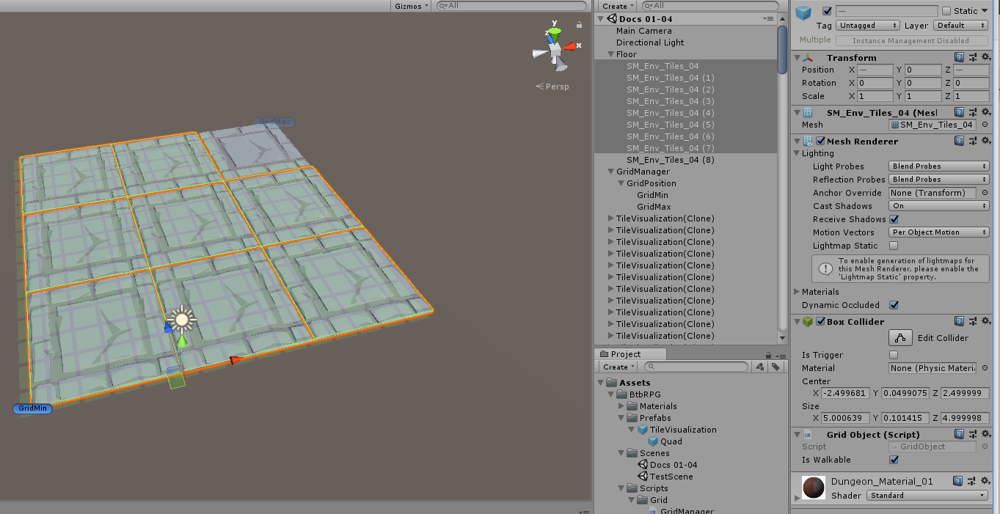 Gizmos
All
Create
All
y
z
x
Persp
GridMax
GridMin
Docs 01-04
Main Camera
Directional Light
Floor
SM_Env_Tiles_04
SM_Env_Tiles_04 (1)
SM_Env_Tiles_04 (2)
SM_Env_Tiles_04 (3)
SM_Env_Tiles_04 (4)
SM_Env_Tiles_04 (5)
SM_Env_Tiles_04 (6)
SM_Env_Tiles_04 (7)
SM_Env_Tiles_04 (8)
GridManager
GridPosition
GridMin
GridMax
TileVisualization(Clone)
TileVisualization(Clone)
TileVisualization(Clone)
TileVisualization(Clone)
TileVisualization(Clone)
TileVisualization(Clone)
TileVisualization(Clone)
TileVisualization(Clone)
TileVisualization(Clone)
TileVisualization(Clone)
TileVisualization(Clone)
Project
Create
Assets
BtbRPG
Materials
Prefabs
TileVisualization
Quad
Scenes
Docs 01-04
TestScene
Scripts
Grid
GridManager
— Static
Tag Untagged Layer Default
Multiple Instance Management Disabled
Transform
Position X — Y 0 Z —
Rotation X 0 Y 0 Z 0
Scale X 1 Y 1 Z 1
SM_Env_Tiles_04 (Mesl
Mesh SM_Env_Tiles_04
Mesh Renderer
Lighting
Light Probes Blend Probes
Reflection Probes Blend Probes
Anchor Override None (Transform)
Cast Shadows On
Receive Shadows
Motion Vectors Per Object Motion
Lightmap Static
To enable generation of lightmaps for
this Mesh Renderer, please enable the
'Lightmap Static' property.
Materials
Dynamic Occluded
Box Collider
Edit Collider
Is Trigger
Material None (Physic Materi
Center
X -2.499681 Y 0.0499075 Z 2.499999
Size
X 5.000639 Y 0.101415 Z 4.999998
Grid Object (Script)
Script GridObject
Is Walkable
Dungeon_Material_01
Shader Standard